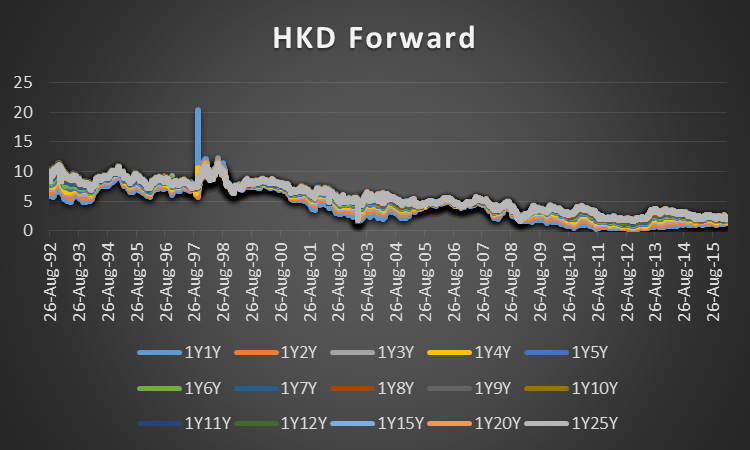 HKD Forward
25
20
15
10
5
0
26-Aug-92
26-Aug-93
26-Aug-94
26-Aug-95
26-Aug-96
26-Aug-97
26-Aug-98
26-Aug-99
26-Aug-00
26-Aug-01
26-Aug-02
26-Aug-03
26-Aug-04
26-Aug-05
26-Aug-06
26-Aug-07
26-Aug-08
26-Aug-09
26-Aug-10
26-Aug-11
26-Aug-12
26-Aug-13
26-Aug-14
26-Aug-15
1Y1Y 1Y2Y 1Y3Y 1Y4Y 1Y5Y
1Y6Y 1Y7Y 1Y8Y 1Y9Y 1Y10Y
1Y11Y 1Y12Y 1Y15Y 1Y20Y 1Y25Y